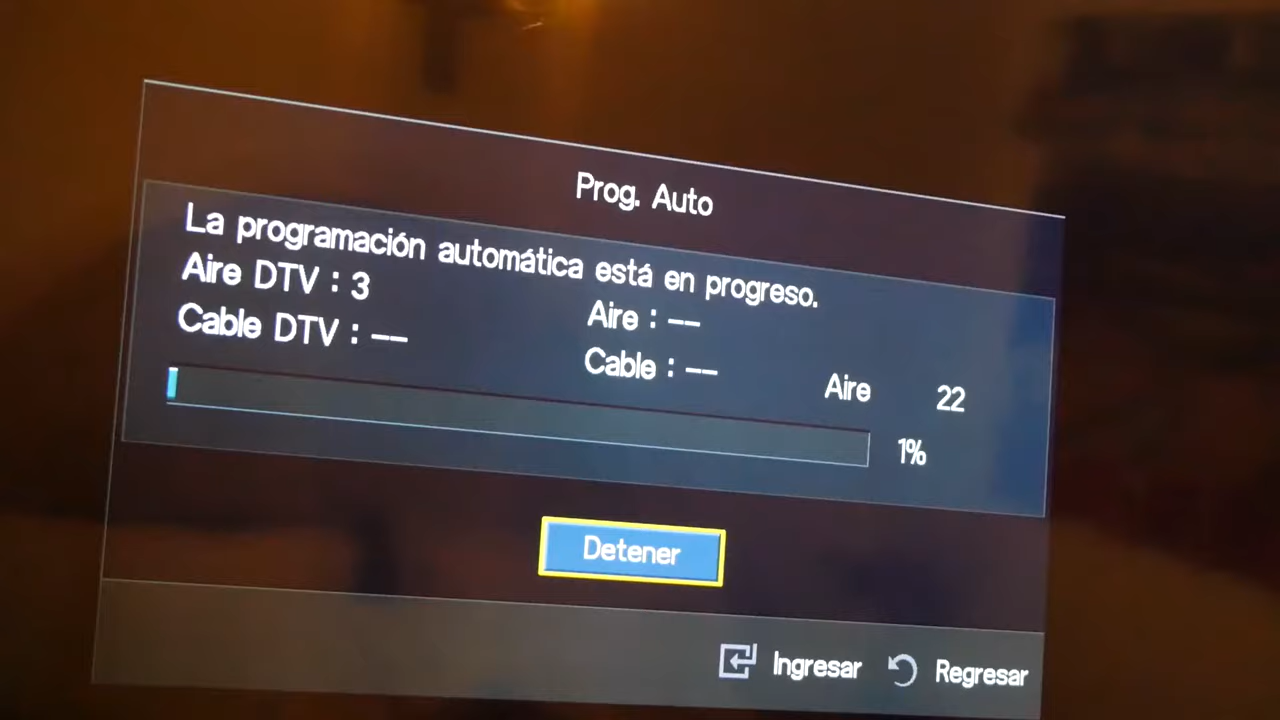 Prog. Auto
La programación automática está en progreso.
Aire DTV : 3 Aire : --
Cable DTV : -- Cable : --
Aire 22
1%
Detener
Ingresar Regresar